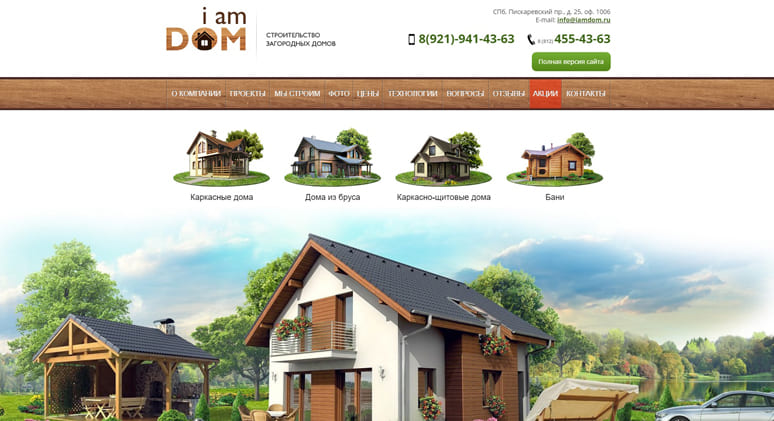 i am
DOM
СТРОИТЕЛЬСТВО
ЗАГОРОДНЫХ ДОМОВ
СПб, Пискаревский пр., д. 25, оф. 1006
E-mail: info@iamdom.ru
8(921)-941-43-63
8 (812) 455-43-63
Полная версия сайта
О КОМПАНИИ ПРОЕКТЫ МЫ СТРОИМ ФОТО ЦЕНЫ ТЕХНОЛОГИИ ВОПРОСЫ ОТЗЫВЫ АКЦИИ КОНТАКТЫ
Каркасные дома
Дома из бруса
Каркасно-щитовые дома
Бани